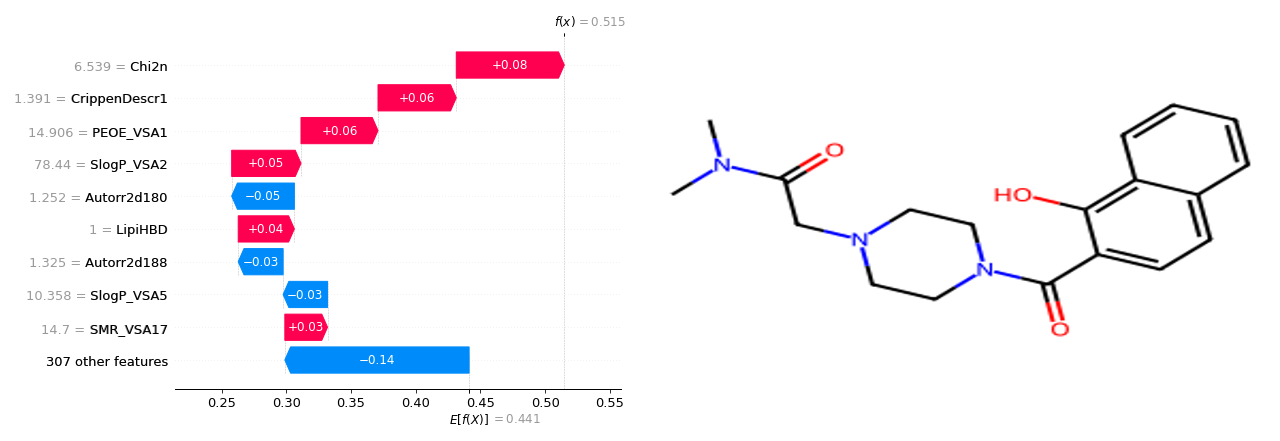 f(x) = 0.515
6.539 = Chi2n +0.08
1.391 = CrippenDescr1 +0.06
14.906 = PEOE_VSA1 +0.06
78.44 = SlogP_VSA2 +0.05
1.252 = Autorr2d180 −0.05
1 = LipiHBD +0.04
1.325 = Autorr2d188 −0.03
10.358 = SlogP_VSA5 −0.03
14.7 = SMR_VSA17 +0.03
307 other features −0.14
0.25 0.30 0.35 0.40 0.45 0.50 0.55
E[f(X)] = 0.441
O
N
HO
N
N
O